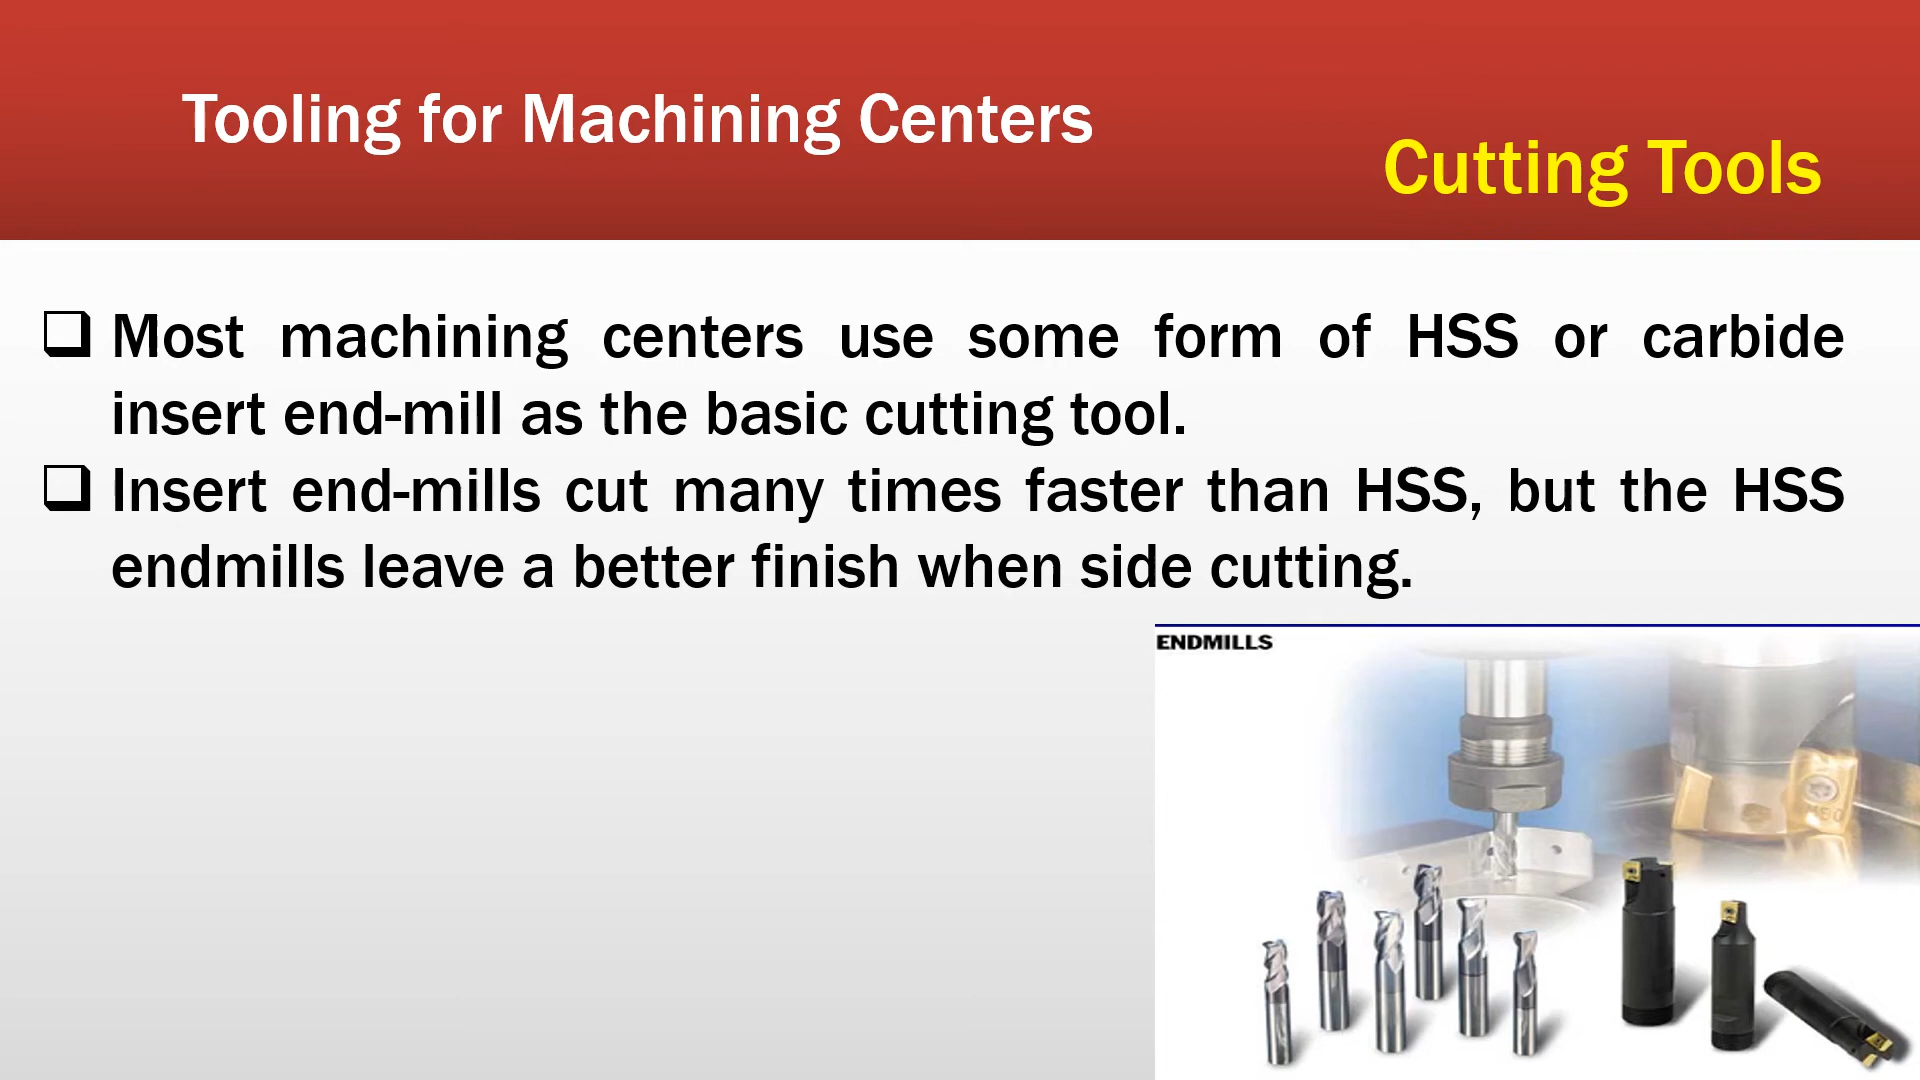 Tooling for Machining Centers
Cutting Tools
Most machining centers use some form of HSS or carbide
insert end-mill as the basic cutting tool.
Insert end-mills cut many times faster than HSS, but the HSS
endmills leave a better finish when side cutting.
ENDMILLS